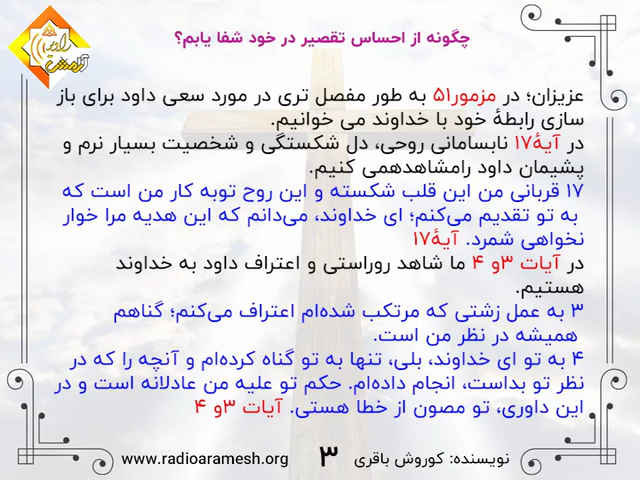 چگونه از احساس تقصیر در خود شفا یابم؟
عزیزان؛ در مزمور۵۱ به طور مفصل تری در مورد سعی داود برای باز
سازی رابطهٔ خود با خداوند می خوانیم.
در آیهٔ۱۷ نابسامانی روحی، دل شکستگی و شخصیت بسیار نرم و
پشیمان داود رامشاهدهمی کنیم.
۱۷ قربانی من این قلب شکسته و این روح توبه کار من است که
به تو تقدیم می‌کنم؛ ای خداوند، می‌دانم که این هدیه مرا خوار
نخواهی شمرد. آیهٔ۱۷
در آیات ۳و ۴ ما شاهد روراستی و اعتراف داود به خداوند
هستیم.
۳ به عمل زشتی که مرتکب شده‌ام اعتراف می‌کنم؛ گناهم
همیشه در نظر من است.
۴ به تو ای خداوند، بلی، تنها به تو گناه کرده‌ام و آنچه را که در
نظر تو بداست، انجام داده‌ام. حکم تو علیه من عادلانه است و در
این داوری، تو مصون از خطا هستی. آیات ۳و ۴
نویسنده: کوروش باقری ۳ www.radioaramesh.org